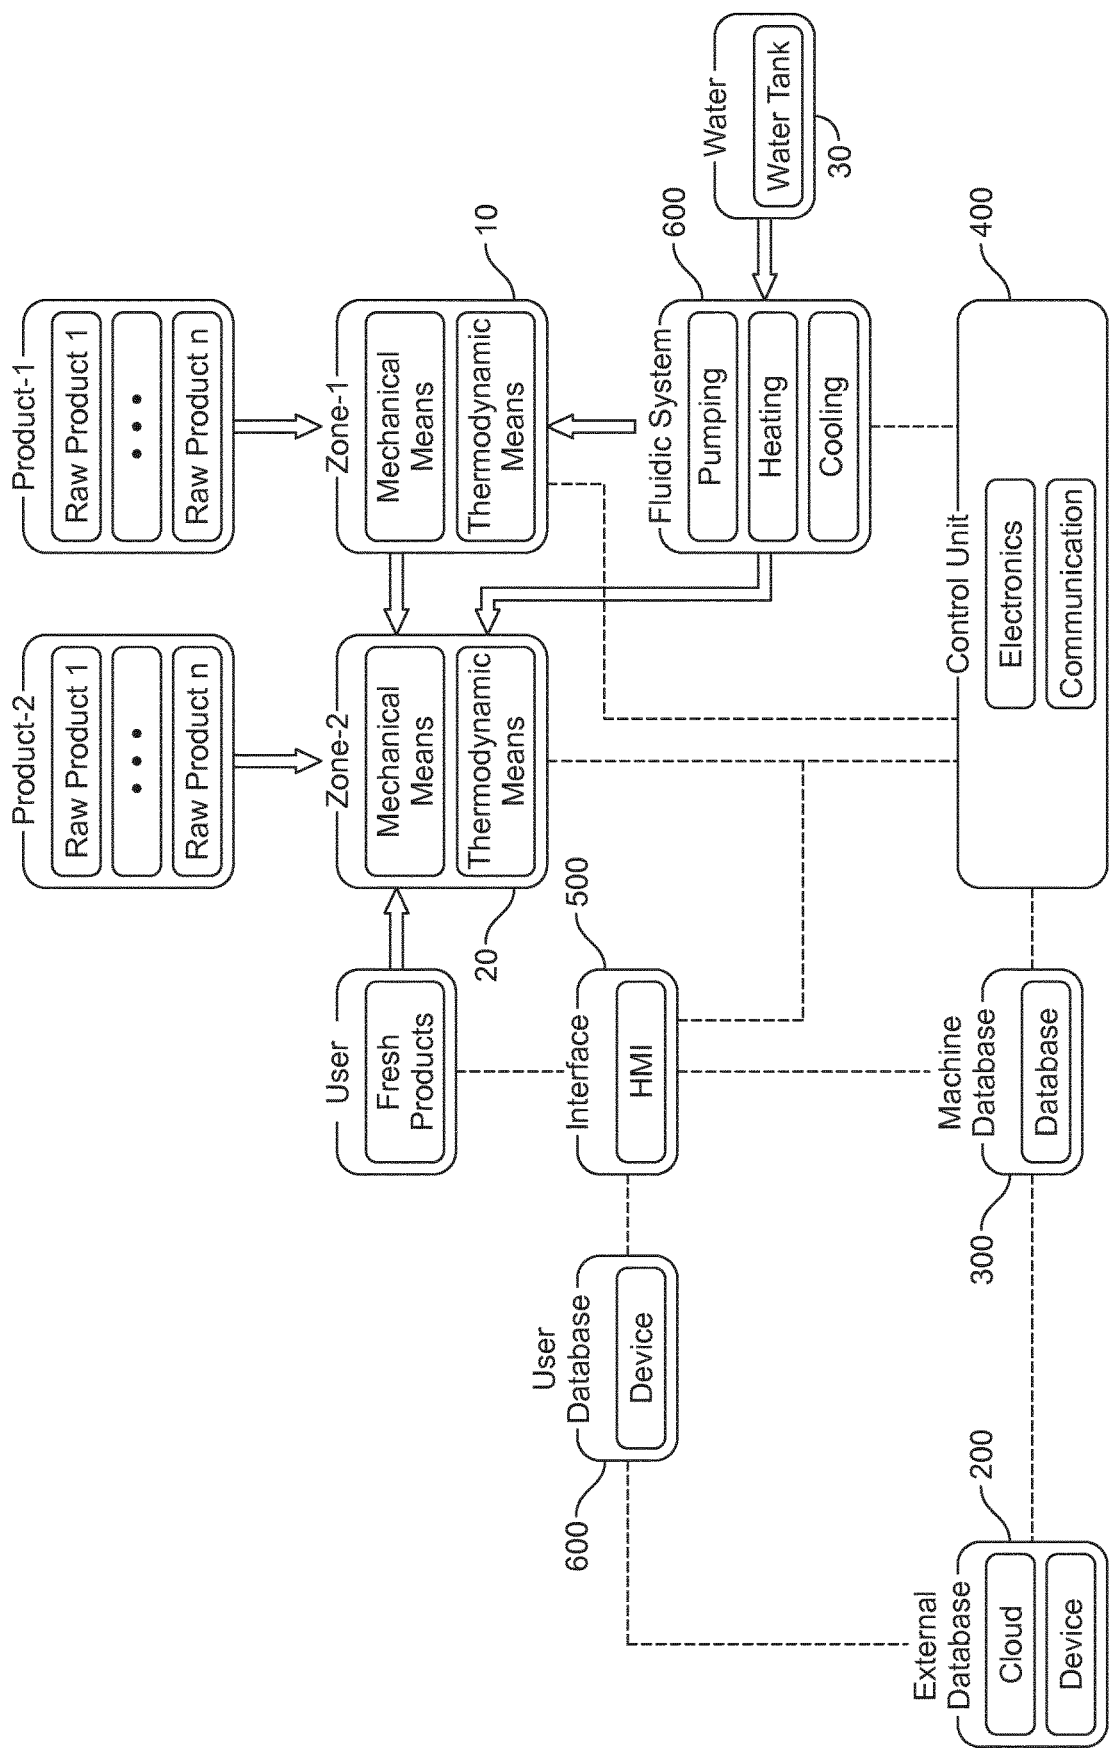 Product-1
Raw Product 1
• • •
Raw Product n
Product-2
Raw Product 1
• • •
Raw Product n
Zone-1
Mechanical
Means
Thermodynamic
Means
10
Zone-2
Mechanical
Means
Thermodynamic
Means
20
User
Fresh
Products
Water
Water Tank
30
Fluidic System
600
Pumping
Heating
Cooling
Interface
500
HMI
User
Database
Device
600
Control Unit
400
Electronics
Communication
Machine
Database
Database
300
External
Database
200
Cloud
Device